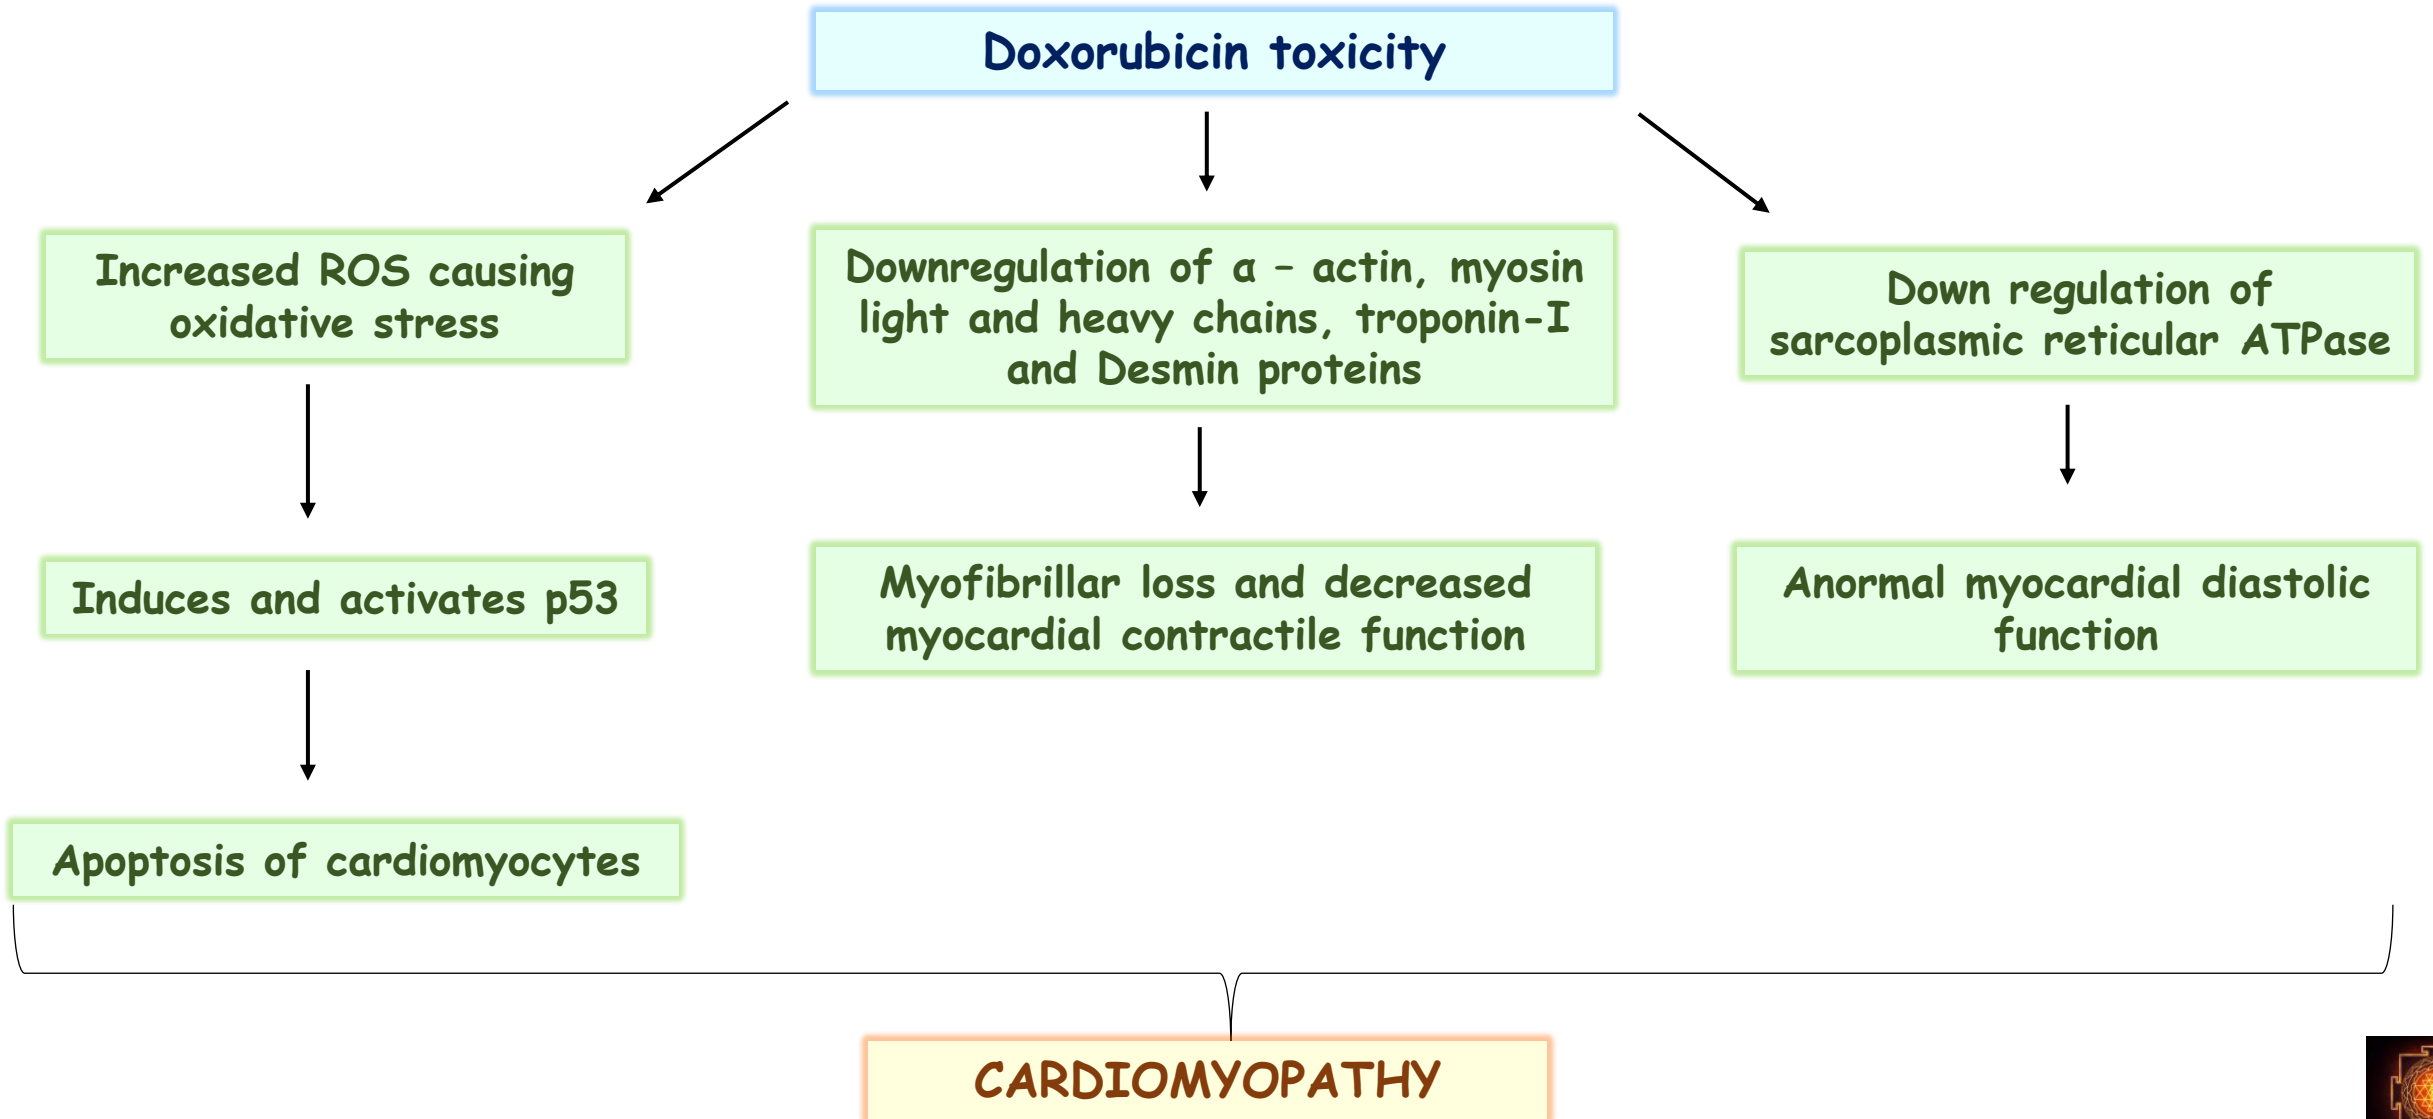 Doxorubicin toxicity
Increased ROS causing
oxidative stress
Downregulation of α – actin, myosin
light and heavy chains, troponin-I
and Desmin proteins
Down regulation of
sarcoplasmic reticular ATPase
Induces and activates p53
Myofibrillar loss and decreased
myocardial contractile function
Anormal myocardial diastolic
function
Apoptosis of cardiomyocytes
CARDIOMYOPATHY